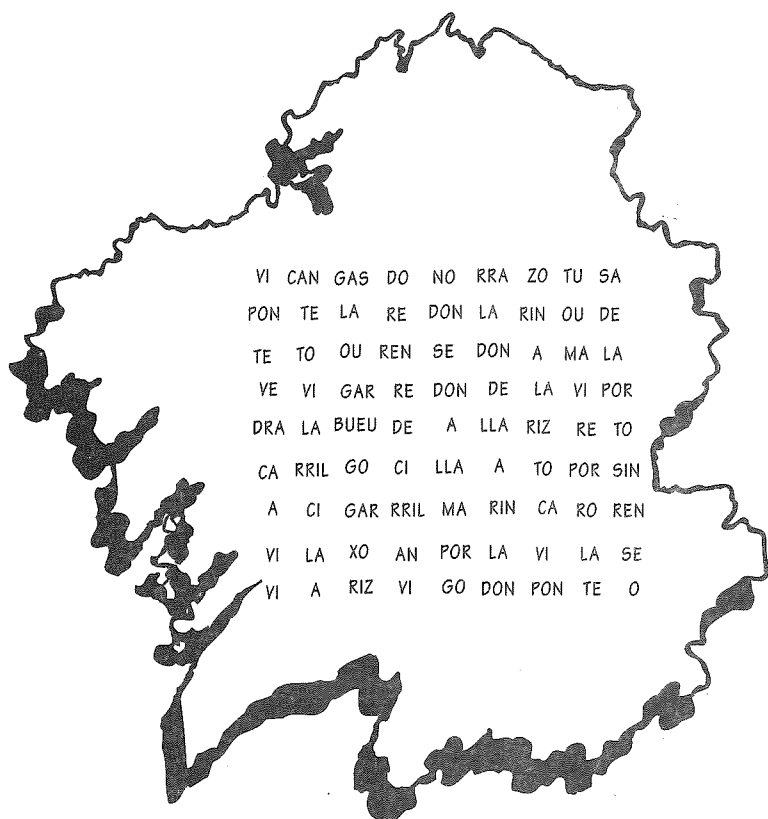 VI CAN GAS DO NO RRA ZO TU SA
PON TE LA RE DON LA RIN OU DE
TE TO OU REN SE DON A MA LA
VE VI GAR RE DON DE LA VI POR
DRA LA BUEU DE A LLA RIZ RE TO
CA RRIL GO CI LLA A TO POR SIN
A CI GAR RRIL MA RIN CA RO REN
VI LA XO AN POR LA VI LA SE
VI A RIZ VI GO DON PON TE O